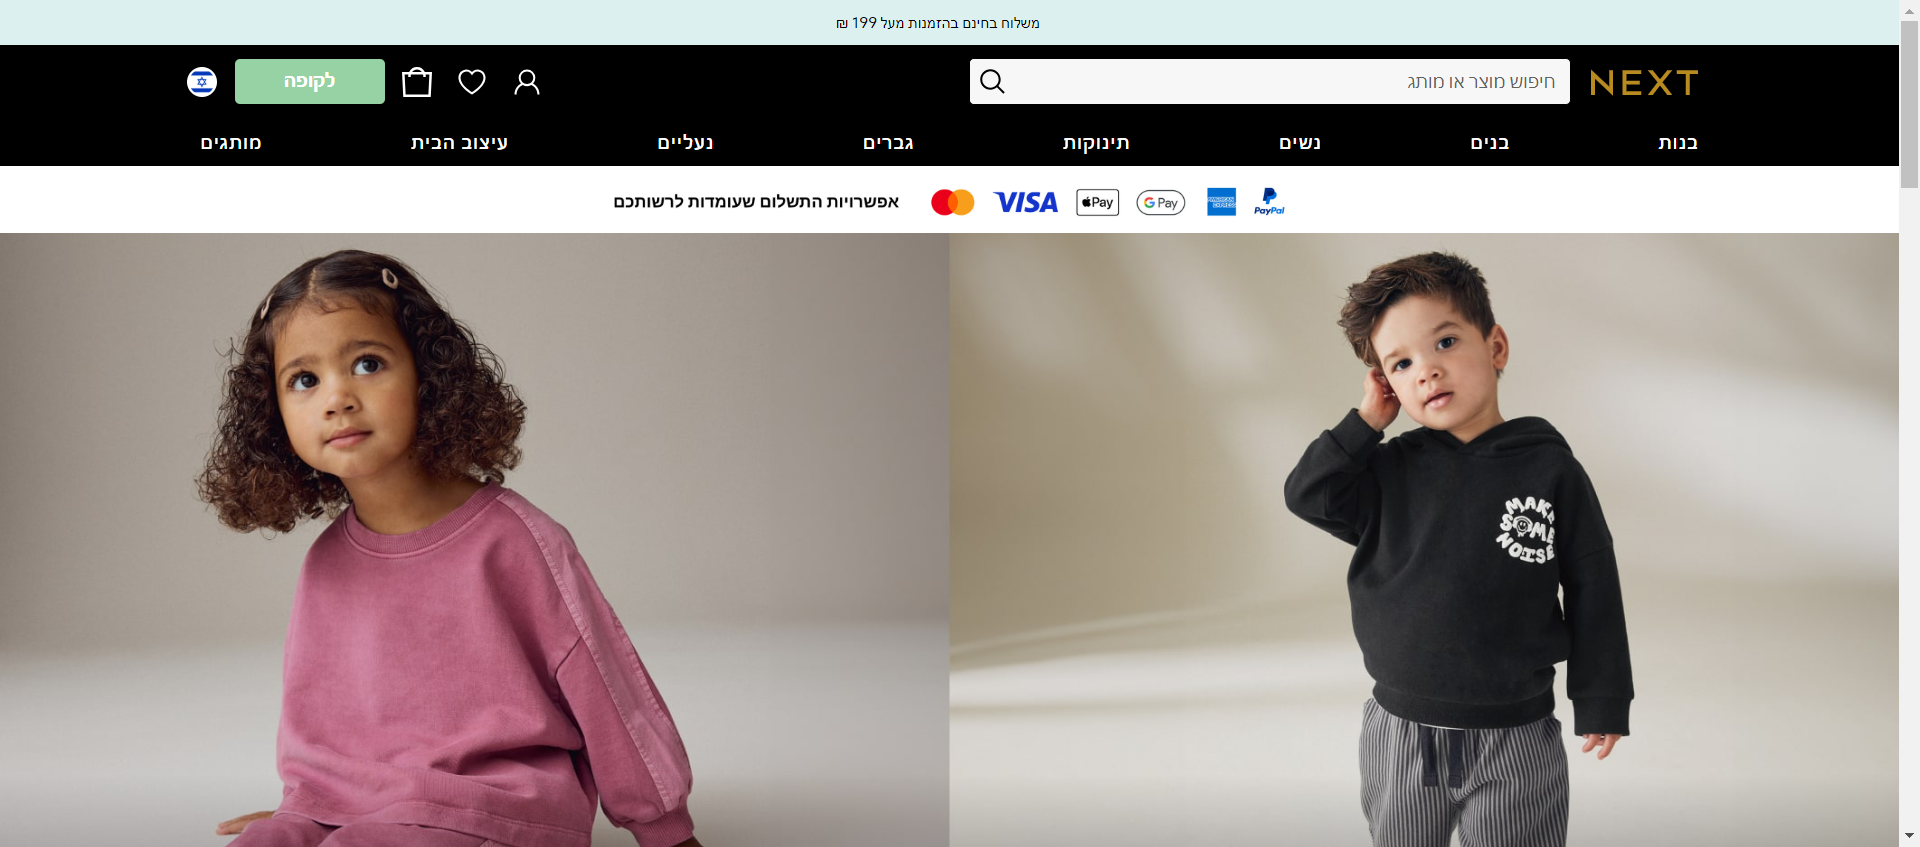 משלוח בחינם בהזמנות מעל 199 ₪
NEXT
חיפוש מוצר או מותג
לקופה
בנות
בנים
נשים
תינוקות
גברים
נעליים
עיצוב הבית
מותגים
אפשרויות התשלום שעומדות לרשותכם
VISA
Pay
G Pay
AMERICAN EXPRESS
PayPal
MAKE
SOME
NOISE